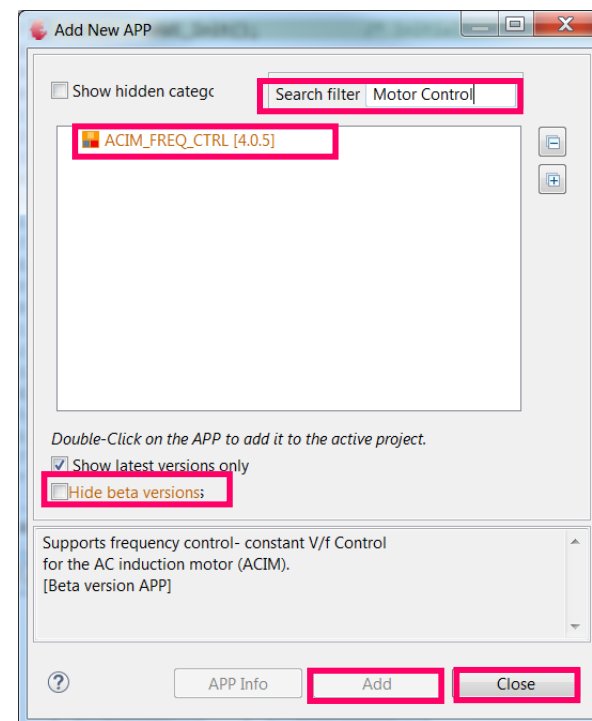 Add New APP
Show hidden categc
Search filter Motor Control
ACIM_FREQ_CTRL [4.0.5]
Double-Click on the APP to add it to the active project.
Show latest versions only
Hide beta versions
Supports frequency control- constant V/f Control
for the AC induction motor (ACIM).
[Beta version APP]
APP Info
Add
Close